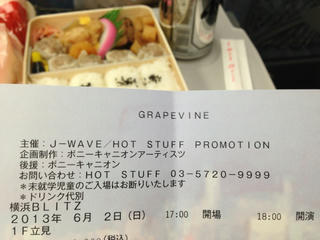 GRAPEVINE
主催：J-WAVE/HOT STUFF PROMOTION
企画制作：ポニーキャニオンアーティスツ
後援：ポニーキャニオン
お問い合わせ：HOT STUFF 03-5720-9999
＊未就学児童のご入場はお断りいたします
＊ドリンク代別
横浜BLITZ
2013年 6月 2日(日) 17:00 開場 18:00 開演
1F立見
(税込)